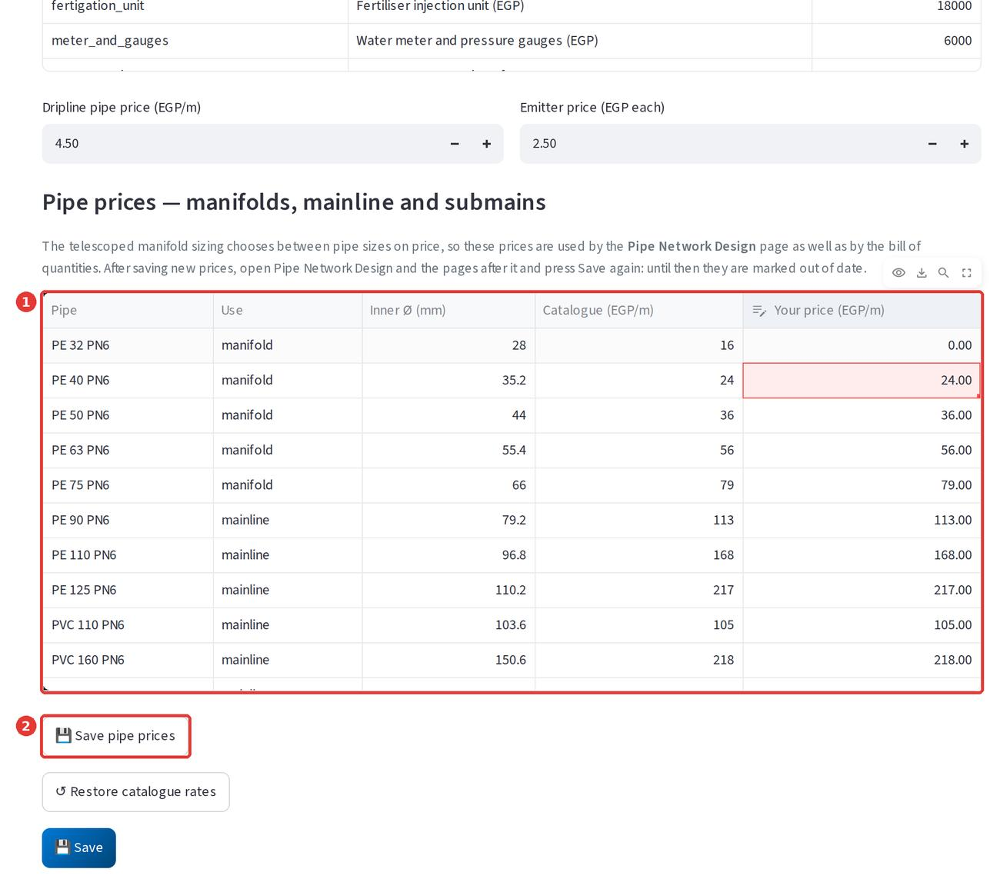 fertigation_unit Fertiliser injection unit (EGP) 18000
meter_and_gauges Water meter and pressure gauges (EGP) 6000
Dripline pipe price (EGP/m) Emitter price (EGP each)
4.50 − + 2.50 − +
Pipe prices — manifolds, mainline and submains
The telescoped manifold sizing chooses between pipe sizes on price, so these prices are used by the Pipe Network Design page as well as by the bill of
quantities. After saving new prices, open Pipe Network Design and the pages after it and press Save again: until then they are marked out of date.
1
Pipe Use Inner Ø (mm) Catalogue (EGP/m) Your price (EGP/m)
PE 32 PN6 manifold 28 16 0.00
PE 40 PN6 manifold 35.2 24 24.00
PE 50 PN6 manifold 44 36 36.00
PE 63 PN6 manifold 55.4 56 56.00
PE 75 PN6 manifold 66 79 79.00
PE 90 PN6 mainline 79.2 113 113.00
PE 110 PN6 mainline 96.8 168 168.00
PE 125 PN6 mainline 110.2 217 217.00
PVC 110 PN6 mainline 103.6 105 105.00
PVC 160 PN6 mainline 150.6 218 218.00
2
💾 Save pipe prices
↺ Restore catalogue rates
💾 Save